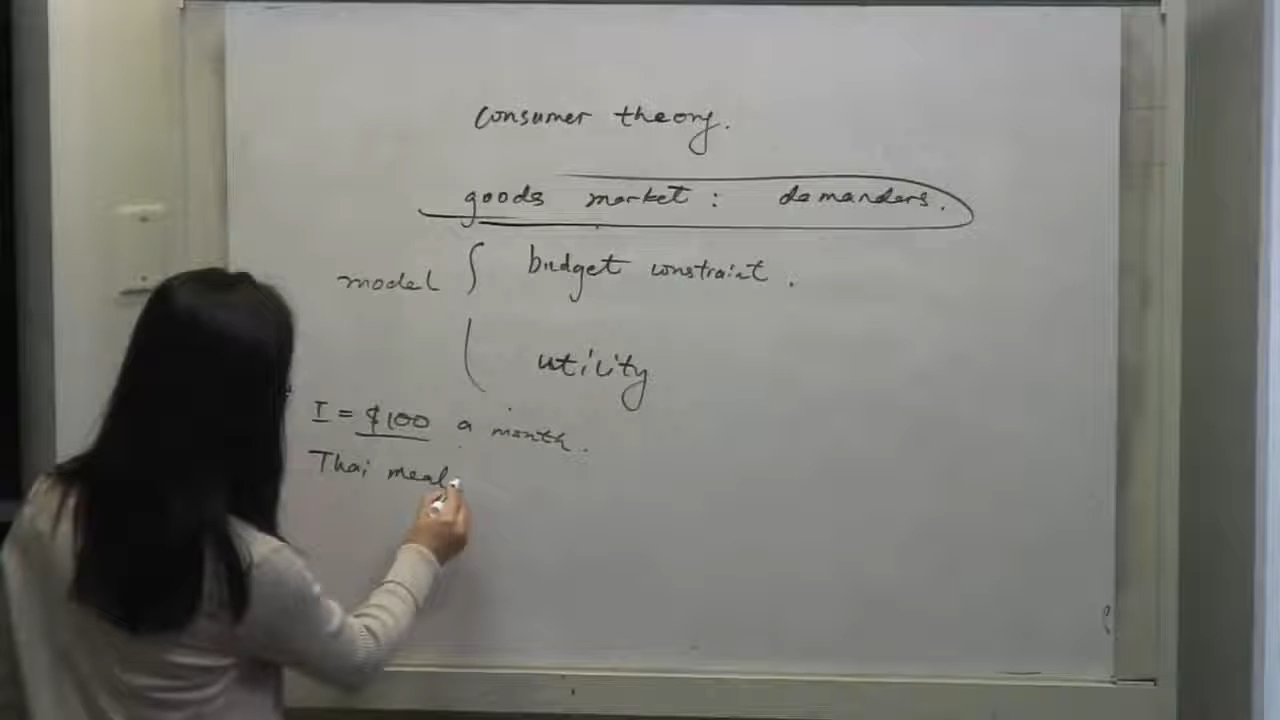 consumer theory.
goods market: demanders.
model { budget constraint.
utility
I = $100 a month.
Thai meal